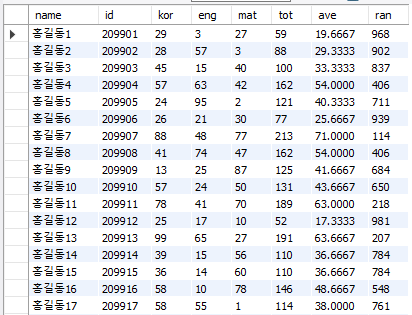 name id kor eng mat tot ave ran
홍길동1 209901 29 3 27 59 19.6667 968
홍길동2 209902 28 57 3 88 29.3333 902
홍길동3 209903 45 15 40 100 33.3333 837
홍길동4 209904 57 63 42 162 54.0000 406
홍길동5 209905 24 95 2 121 40.3333 711
홍길동6 209906 26 21 30 77 25.6667 939
홍길동7 209907 88 48 77 213 71.0000 114
홍길동8 209908 41 74 47 162 54.0000 406
홍길동9 209909 13 25 87 125 41.6667 684
홍길동10 209910 57 24 50 131 43.6667 650
홍길동11 209911 78 41 70 189 63.0000 218
홍길동12 209912 25 17 10 52 17.3333 981
홍길동13 209913 99 65 27 191 63.6667 207
홍길동14 209914 39 15 56 110 36.6667 784
홍길동15 209915 36 14 60 110 36.6667 784
홍길동16 209916 58 10 78 146 48.6667 548
홍길동17 209917 58 55 1 114 38.0000 761